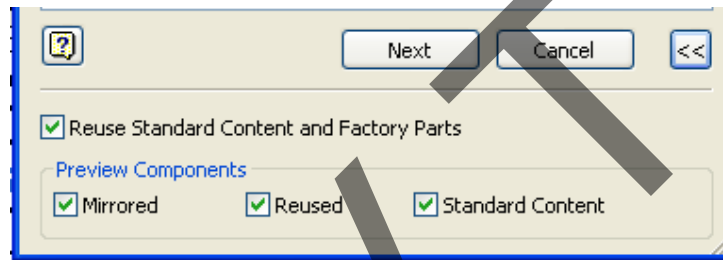 ? Next Cancel <<
Reuse Standard Content and Factory Parts
Preview Components
Mirrored Reused Standard Content